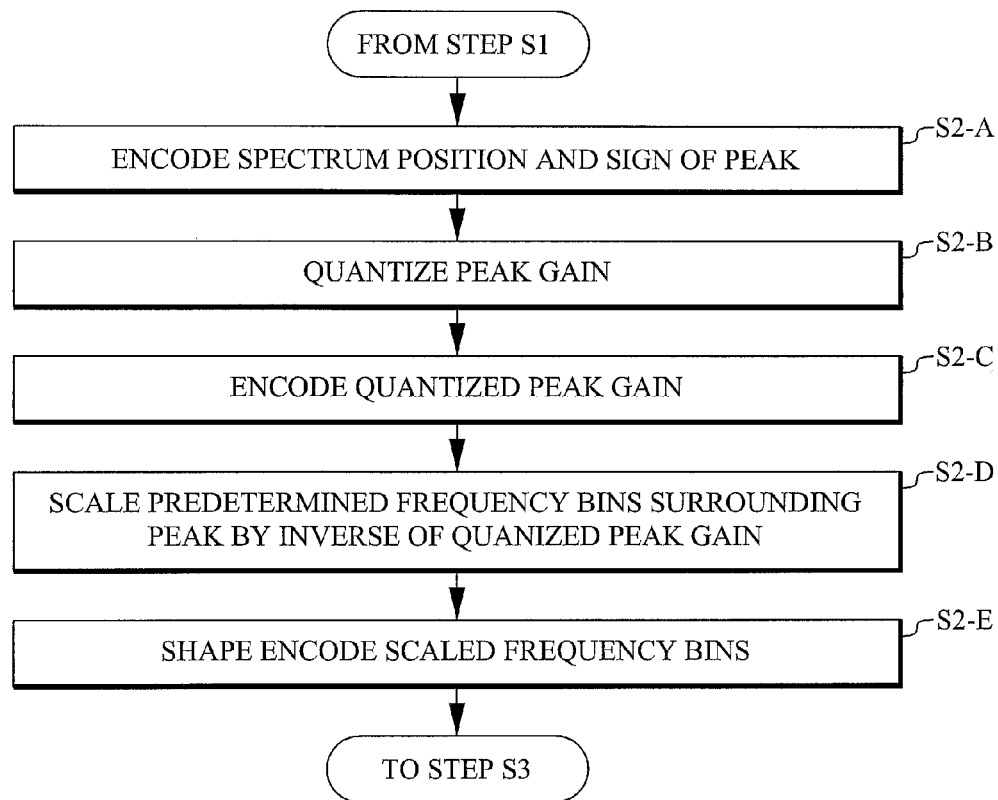 FROM STEP S1
S2-A
ENCODE SPECTRUM POSITION AND SIGN OF PEAK
S2-B
QUANTIZE PEAK GAIN
S2-C
ENCODE QUANTIZED PEAK GAIN
S2-D
SCALE PREDETERMINED FREQUENCY BINS SURROUNDING
PEAK BY INVERSE OF QUANIZED PEAK GAIN
S2-E
SHAPE ENCODE SCALED FREQUENCY BINS
TO STEP S3